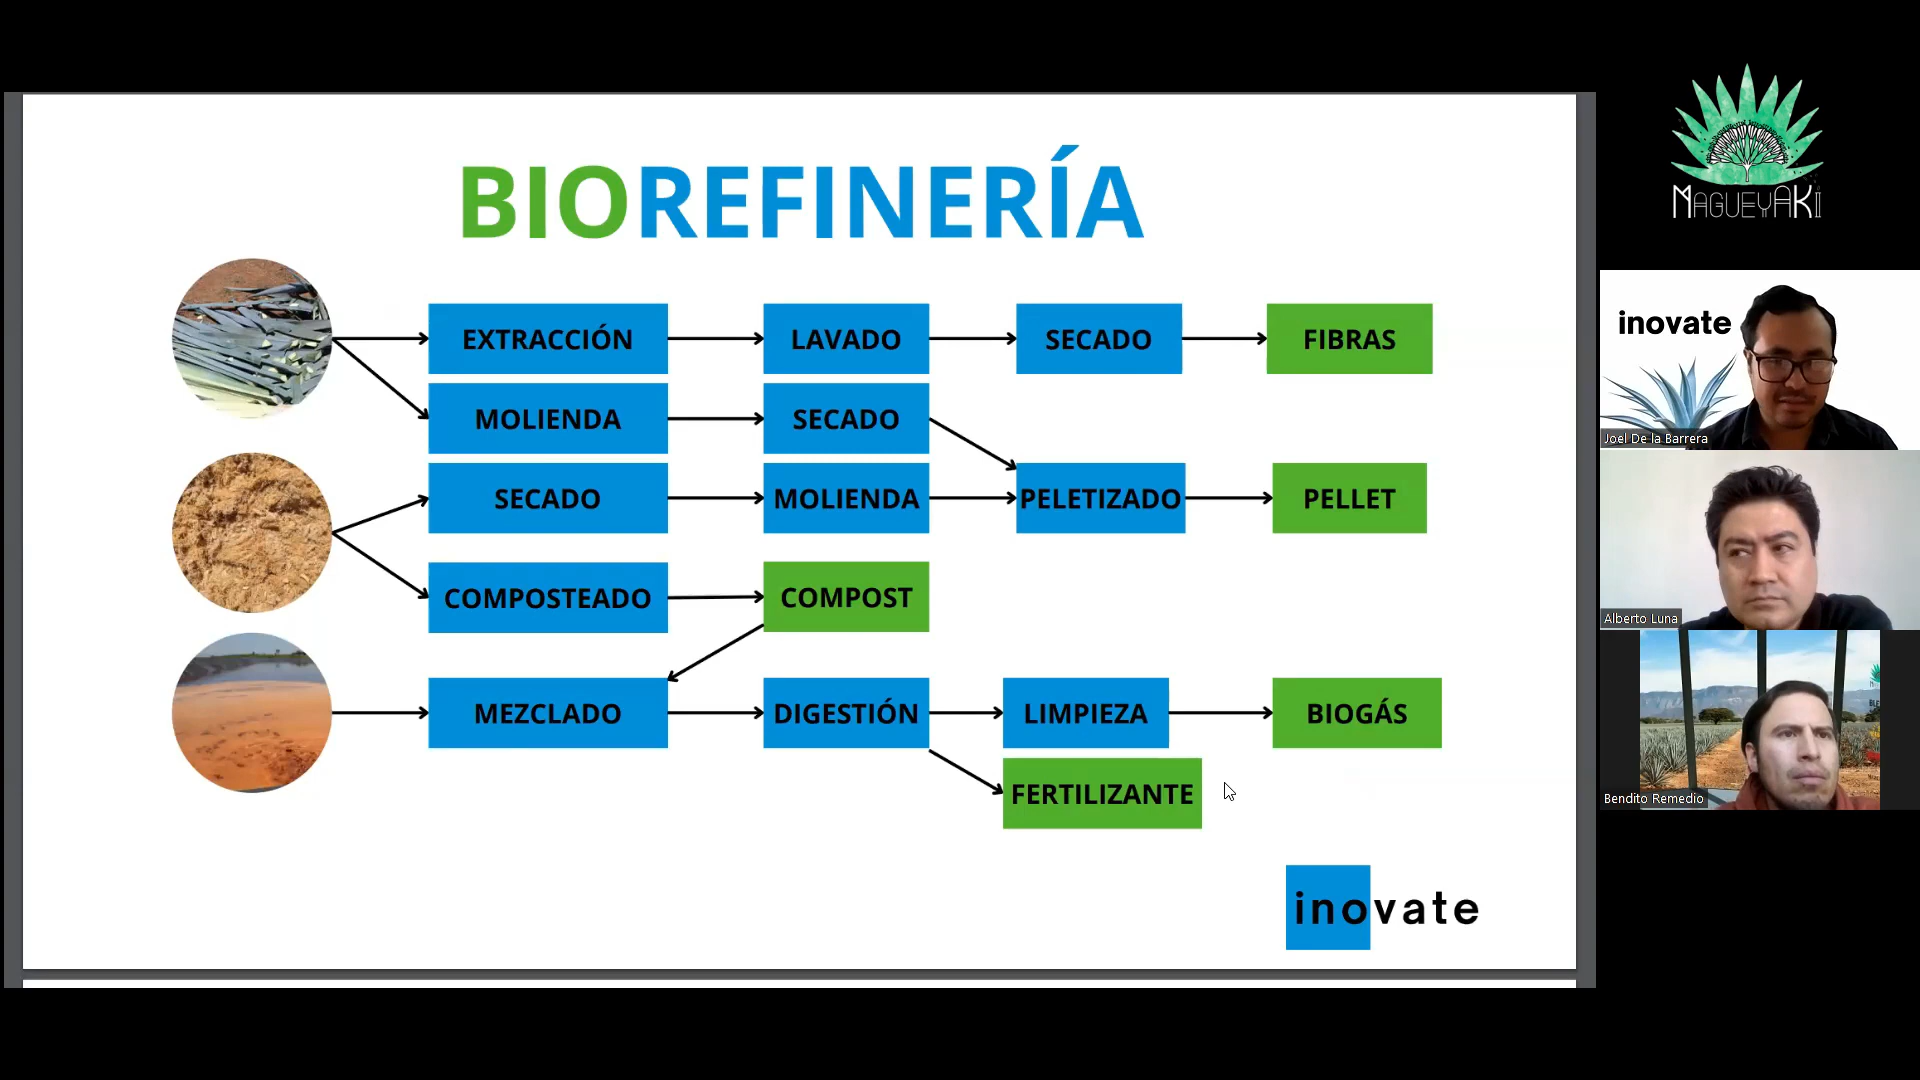 BIOREFINERÍA
EXTRACCIÓN
LAVADO
SECADO
FIBRAS
MOLIENDA
SECADO
SECADO
MOLIENDA
PELETIZADO
PELLET
COMPOSTEADO
COMPOST
MEZCLADO
DIGESTIÓN
LIMPIEZA
BIOGÁS
FERTILIZANTE
inovate
MAGUEYAKI
inovate
Joel De la Barrera
Alberto Luna
Bendito Remedio